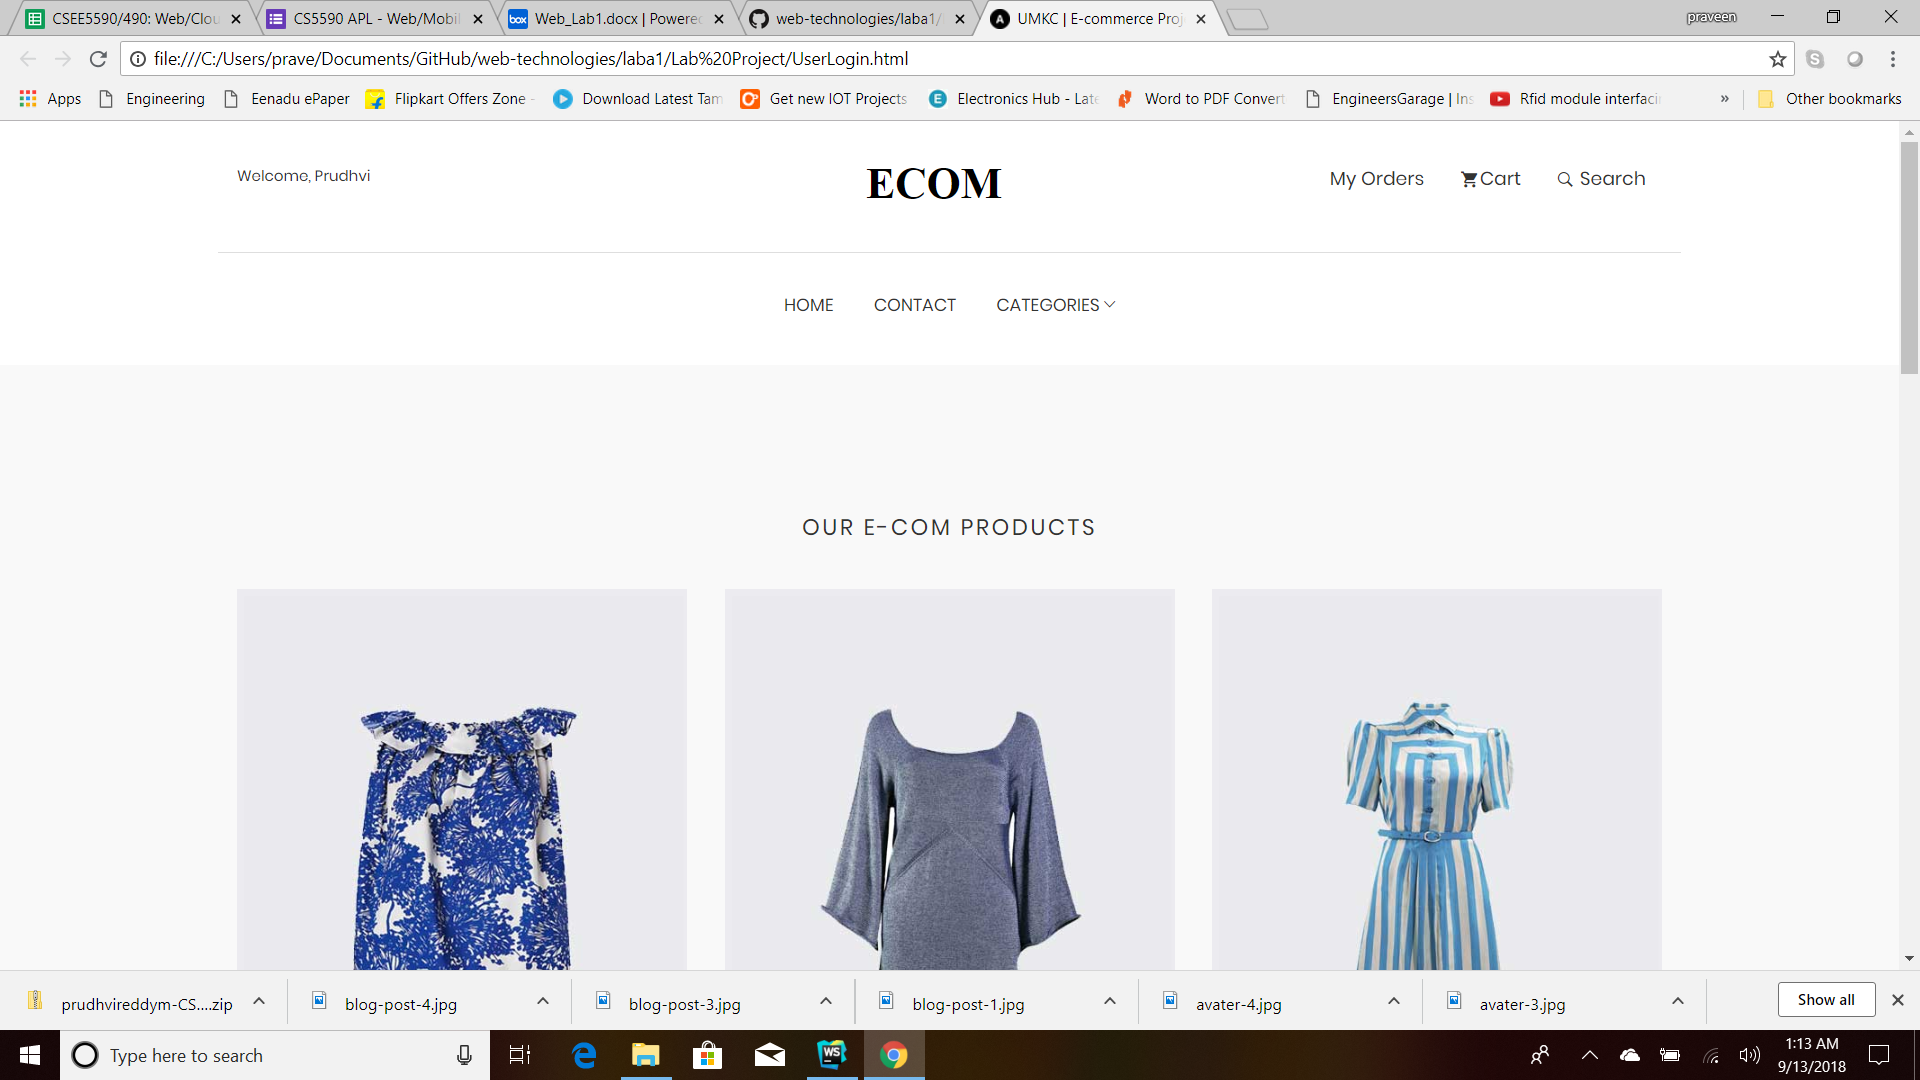 CSEE5590/490: Web/Clou
CS5590 APL - Web/Mobil
Web_Lab1.docx | Powere
web-technologies/laba1/
UMKC | E-commerce Proj
praveen
file:///C:/Users/prave/Documents/GitHub/web-technologies/laba1/Lab%20Project/UserLogin.html
Apps
Engineering
Eenadu ePaper
Flipkart Offers Zone -
Download Latest Tam
Get new IOT Projects
Electronics Hub - Late
Word to PDF Convert
EngineersGarage | Ins
Rfid module interfacin
»
Other bookmarks
Welcome, Prudhvi
ECOM
My Orders
Cart
Search
HOME
CONTACT
CATEGORIES
OUR E-COM PRODUCTS
prudhvireddym-CS....zip
blog-post-4.jpg
blog-post-3.jpg
blog-post-1.jpg
avater-4.jpg
avater-3.jpg
Show all
Type here to search
WS
1:13 AM
9/13/2018